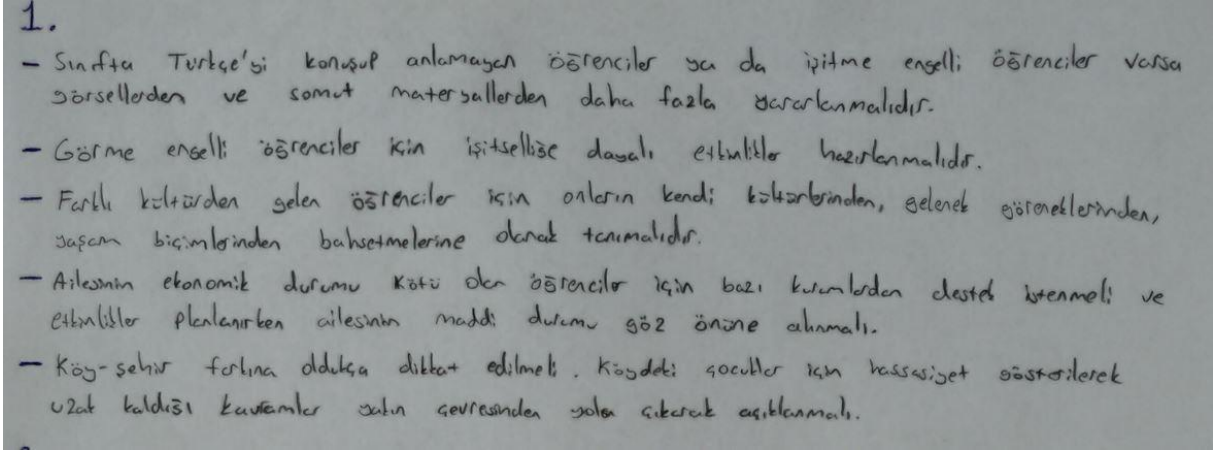 1.
- Sınıfta Türkçe'yi konuşup anlamayan öğrenciler ya da işitme engelli öğrenciler varsa
görsellerden ve somut materyallerden daha fazla yararlanmalıdır.
- Görme engelli öğrenciler için işitselliğe dayalı etkinlikler hazırlanmalıdır.
- Farklı kültürden gelen öğrenciler için onların kendi kültürlerinden, gelenek göreneklerinden,
yaşam biçimlerinden bahsetmelerine olanak tanımalıdır.
- Ailesinin ekonomik durumu kötü olan öğrenciler için bazı kurumlardan destek istenmeli ve
etkinlikler planlanırken ailesinin maddi durumu göz önüne alınmalı.
- Köy-şehir farkına oldukça dikkat edilmeli. Köydeki çocuklar için hassasiyet gösterilerek
uzak kaldığı kavramlar yakın çevresinden yola çıkarak açıklanmalı.